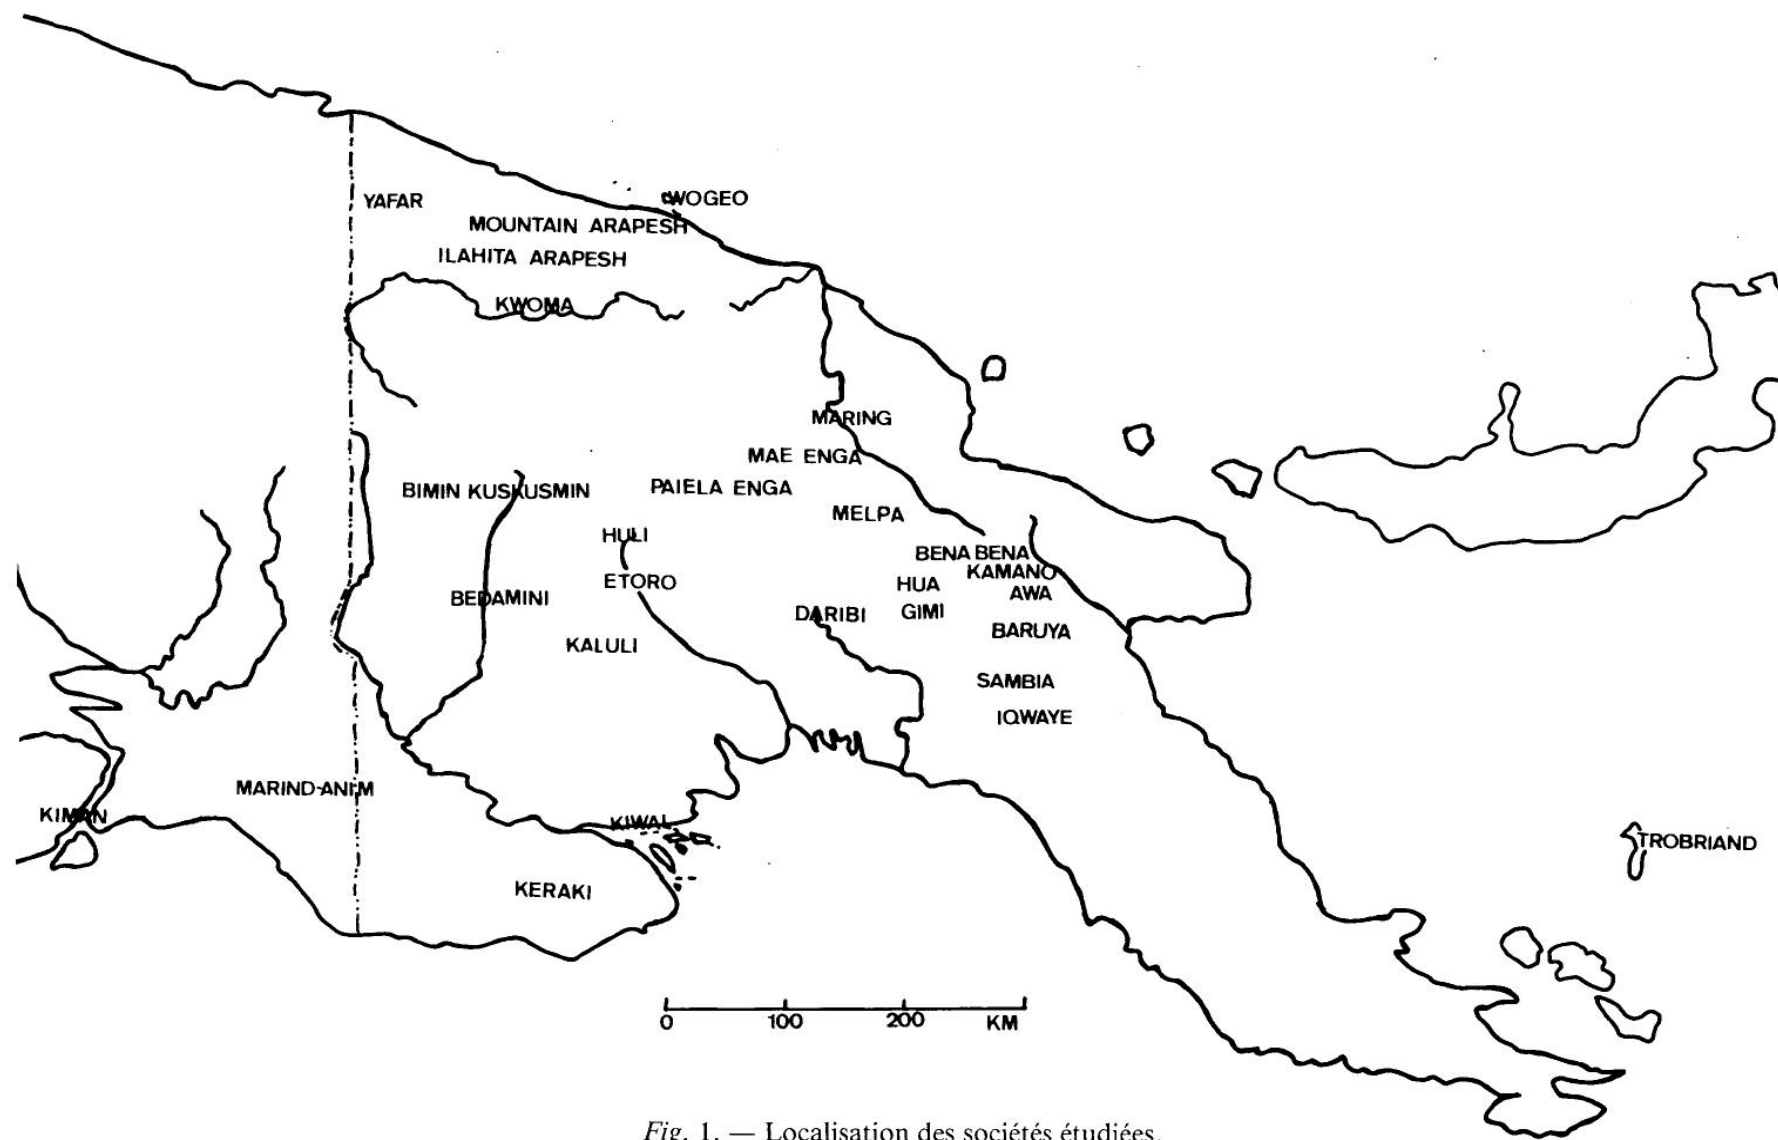 WOGEO
YAFAR
MOUNTAIN ARAPESH
ILAHITA ARAPESH
KWOMA
MARING
MAE ENGA
PAIELA ENGA
BIMIN KUSKUSMIN
MELPA
HULI
BENA BENA
KAMANO
ETORO
HUA
AWA
BEDAMINI
DARIBI
GIMI
BARUYA
KALULI
SAMBIA
IQWAYE
MARIND-ANIM
KIMAN
KIWAI
TROBRIAND
KERAKI
0 100 200 KM
Fig. 1. — Localisation des sociétés étudiées.